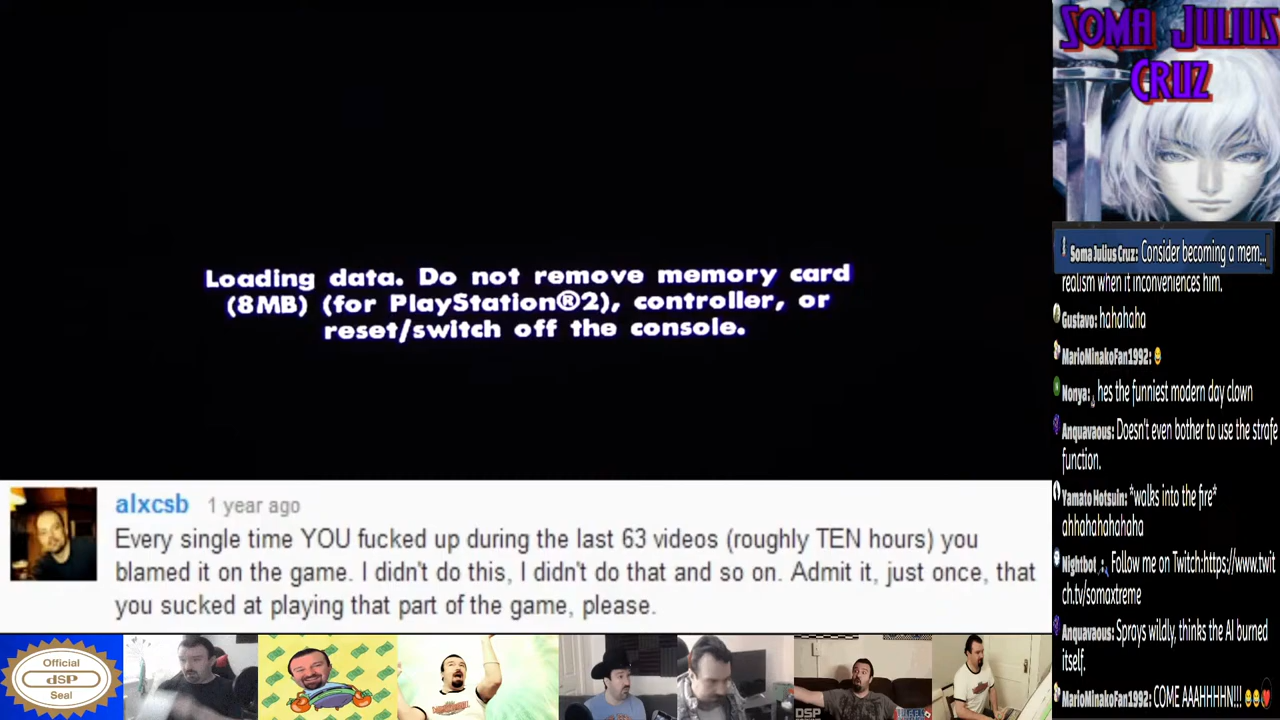 Loading data. Do not remove memory card
(8MB) (for PlayStation®2), controller, or
reset/switch off the console.
alxcsb 1 year ago
Every single time YOU fucked up during the last 63 videos (roughly TEN hours) you
blamed it on the game. I didn't do this, I didn't do that and so on. Admit it, just once, that
you sucked at playing that part of the game, please.
Official
dSP
Seal
DSP
SOMA JULIUS
CRUZ
Soma Julius Cruz: Consider becoming a mem...
realism when it inconveniences him.
Gustavo: hahahaha
MarioMinakoFan1992: 😀
Nonya: hes the funniest modern day clown
Anquavaous: Doesn't even bother to use the strafe
function.
Yamato Hotsuin: *walks into the fire*
ahhahahahahaha
Nightbot: Follow me on Twitch:https://www.twit
ch.tv/somaxtreme
Anquavaous: Sprays wildly, thinks the AI burned
itself.
MarioMinakoFan1992: COME AAAHHHHN!!! 😆😆❤️